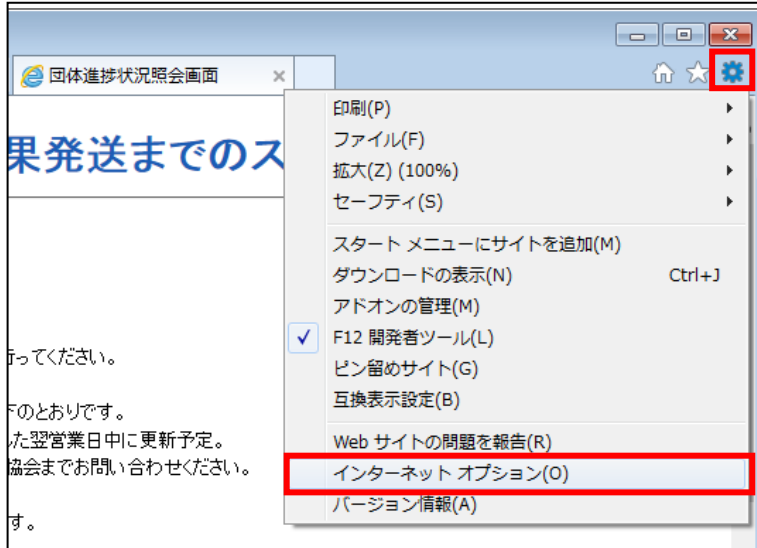 団体進捗状況照会画面
果発送までのス
印刷(P)
ファイル(F)
拡大(Z) (100%)
セーフティ(S)
スタート メニューにサイトを追加(M)
ダウンロードの表示(N) Ctrl+J
アドオンの管理(M)
F12 開発者ツール(L)
ピン留めサイト(G)
互換表示設定(B)
Web サイトの問題を報告(R)
インターネット オプション(O)
バージョン情報(A)
行ってください。
下のとおりです。
た翌営業日中に更新予定。
協会までお問い合わせください。
す。